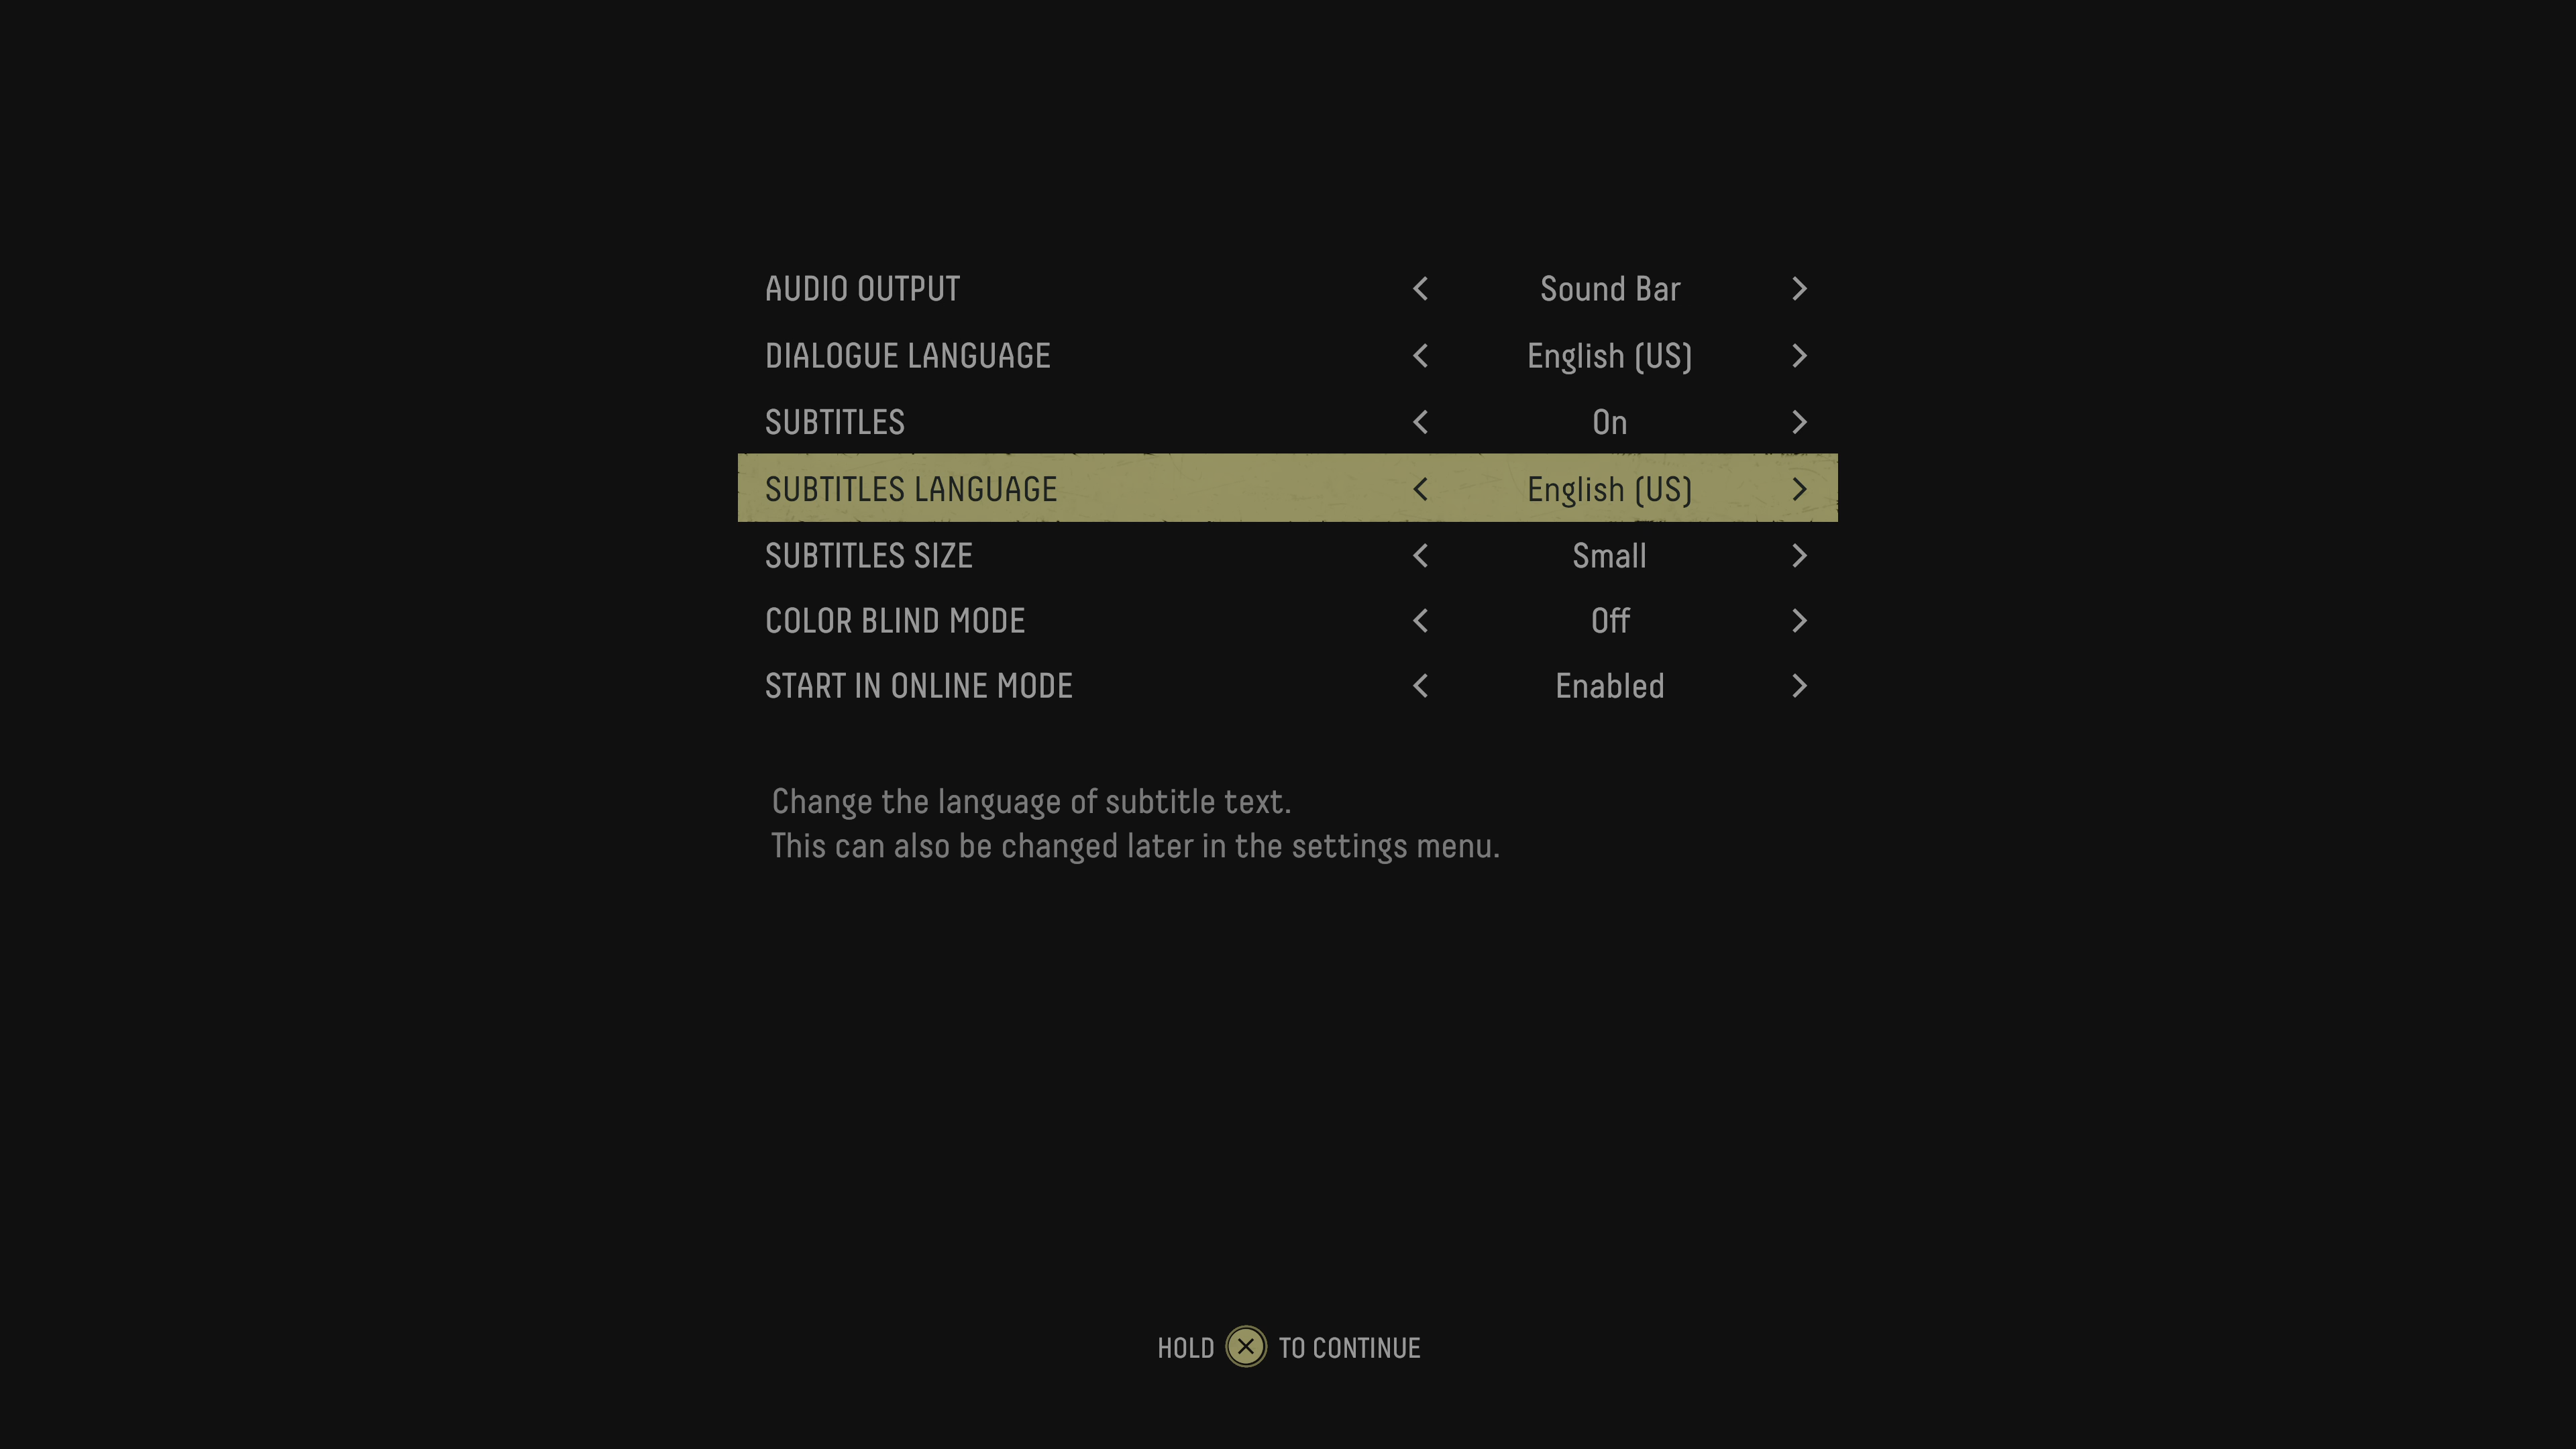 AUDIO OUTPUT < Sound Bar >
DIALOGUE LANGUAGE < English (US) >
SUBTITLES < On >
SUBTITLES LANGUAGE < English (US) >
SUBTITLES SIZE < Small >
COLOR BLIND MODE < Off >
START IN ONLINE MODE < Enabled >
Change the language of subtitle text.
This can also be changed later in the settings menu.
HOLD ✕ TO CONTINUE